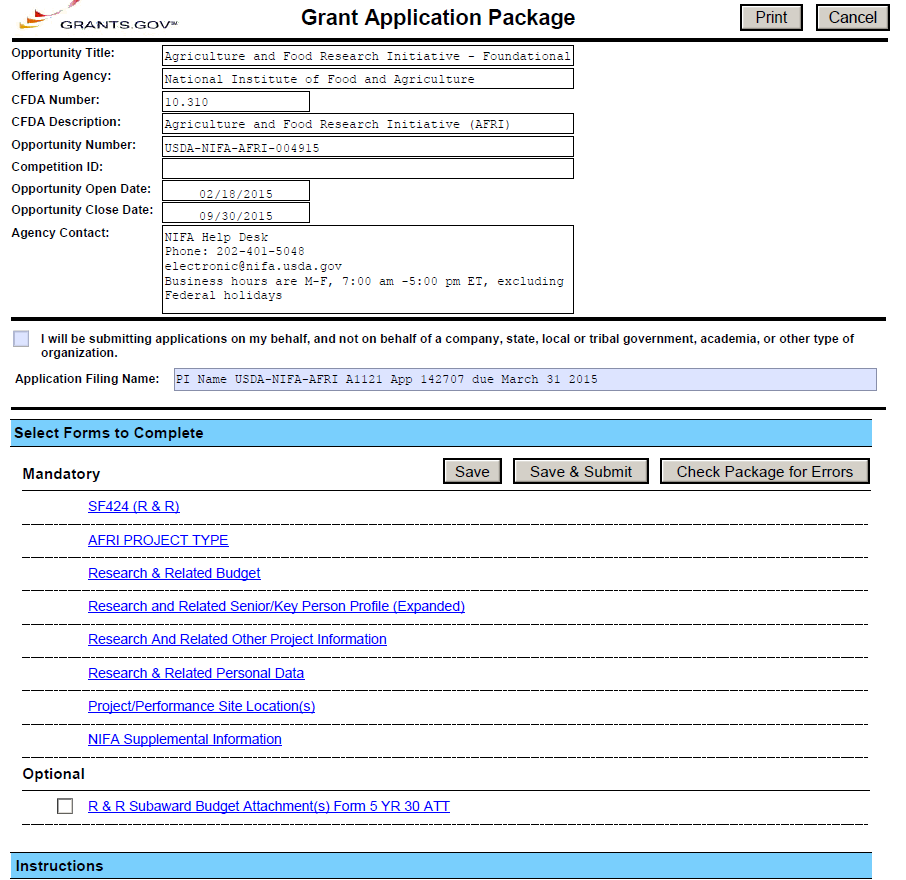 GRANTS.GOV℠
Grant Application Package
Print
Cancel
Opportunity Title:
Agriculture and Food Research Initiative - Foundational
Offering Agency:
National Institute of Food and Agriculture
CFDA Number:
10.310
CFDA Description:
Agriculture and Food Research Initiative (AFRI)
Opportunity Number:
USDA-NIFA-AFRI-004915
Competition ID:
Opportunity Open Date:
02/18/2015
Opportunity Close Date:
09/30/2015
Agency Contact:
NIFA Help Desk
Phone: 202-401-5048
electronic@nifa.usda.gov
Business hours are M-F, 7:00 am -5:00 pm ET, excluding
Federal holidays
I will be submitting applications on my behalf, and not on behalf of a company, state, local or tribal government, academia, or other type of
organization.
Application Filing Name:
PI Name USDA-NIFA-AFRI A1121 App 142707 due March 31 2015
Select Forms to Complete
Mandatory
Save
Save & Submit
Check Package for Errors
SF424 (R & R)
AFRI PROJECT TYPE
Research & Related Budget
Research and Related Senior/Key Person Profile (Expanded)
Research And Related Other Project Information
Research & Related Personal Data
Project/Performance Site Location(s)
NIFA Supplemental Information
Optional
R & R Subaward Budget Attachment(s) Form 5 YR 30 ATT
Instructions